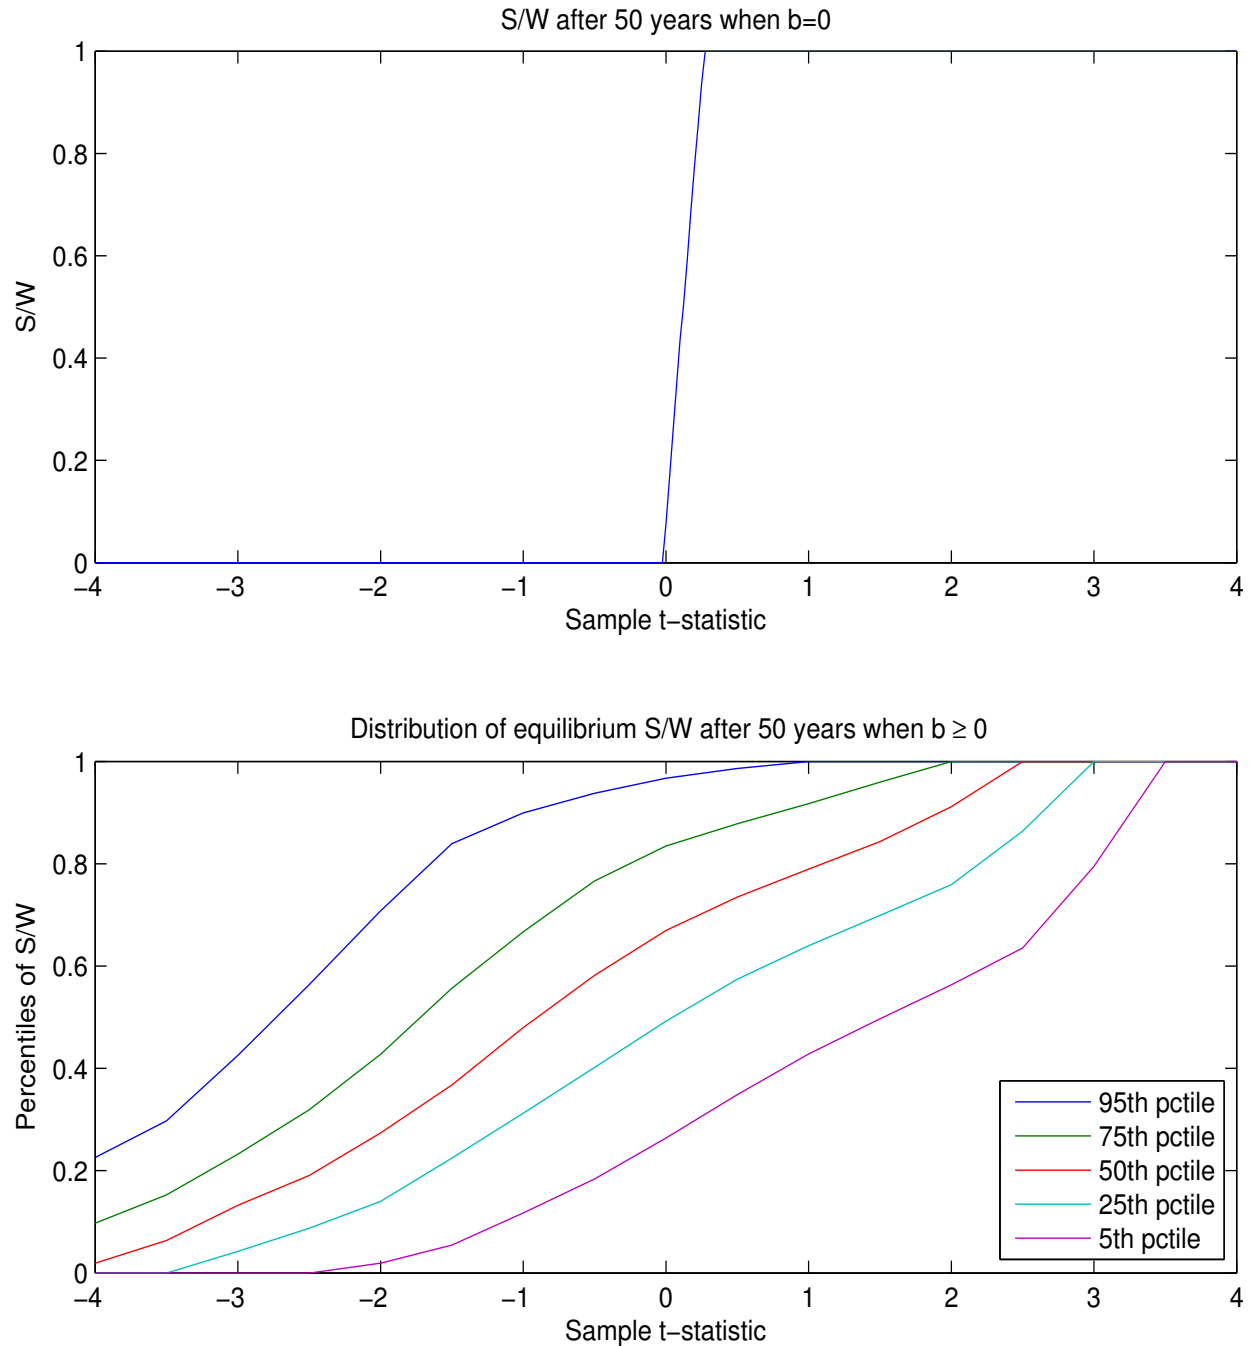 S/W after 50 years when b=0
1
0.8
0.6
0.4
0.2
0
S/W
−4 −3 −2 −1 0 1 2 3 4
Sample t−statistic
Distribution of equilibrium S/W after 50 years when b ≥ 0
1
0.8
0.6
0.4
0.2
0
Percentiles of S/W
95th pctile
75th pctile
50th pctile
25th pctile
5th pctile
−4 −3 −2 −1 0 1 2 3 4
Sample t−statistic